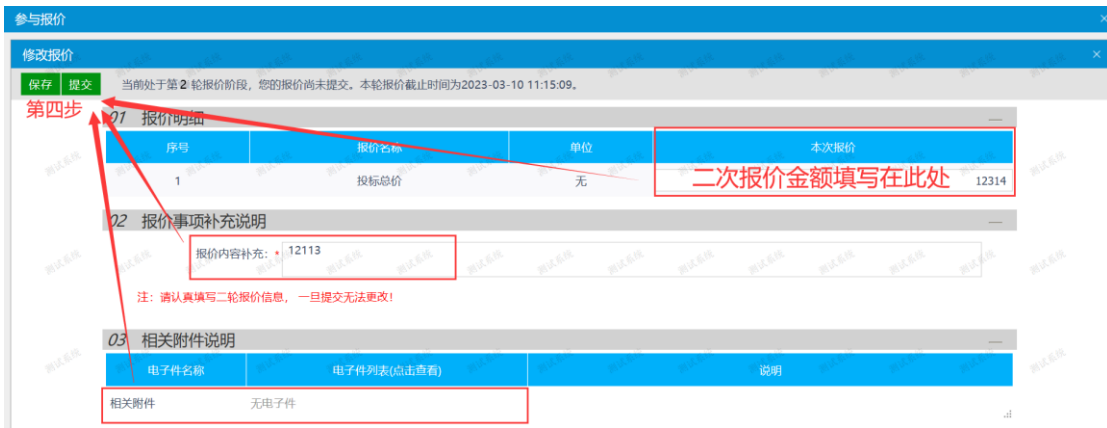 参与报价
修改报价
保存 提交 当前处于第2 轮报价阶段，您的报价尚未提交。本轮报价截止时间为2023-03-10 11:15:09。
第四步
01 报价明细
序号 报价名称 单位 本次报价
1 投标总价 无 二次报价金额填写在此处 12314
02 报价事项补充说明
报价内容补充：* 12113
注：请认真填写二轮报价信息，一旦提交无法更改！
03 相关附件说明
电子件名称 电子件列表(点击查看) 说明
相关附件 无电子件
测试系统